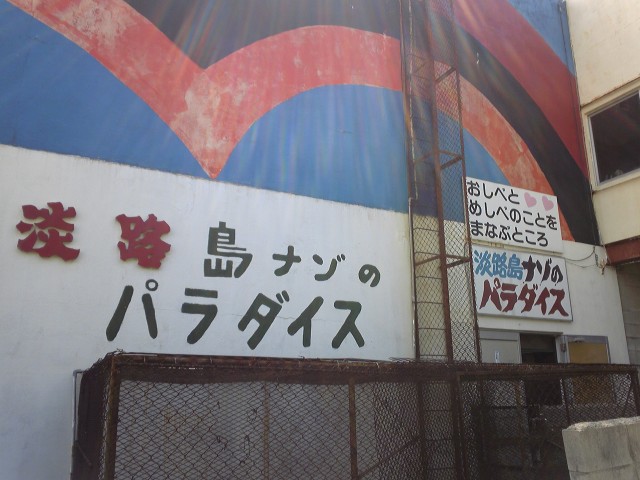 淡路島ナゾの
パラダイス
おしべと
めしべのことを
まなぶところ
淡路島ナゾの
パラダイス